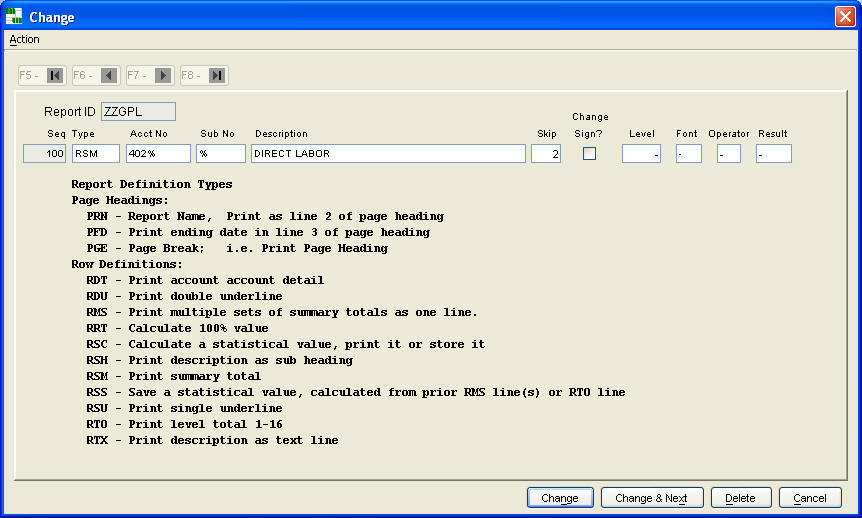 Change
Action
F5 - F6 - F7 - F8 -
Report ID ZZGPL
Change
Seq Type Acct No Sub No Description Skip Sign? Level Font Operator Result
100 RSM 402% % DIRECT LABOR 2 - - - -
Report Definition Types
Page Headings:
PRN - Report Name,  Print as line 2 of page heading
PFD - Print ending date in line 3 of page heading
PGE - Page Break;   i.e. Print Page Heading
Row Definitions:
RDT - Print account account detail
RDU - Print double underline
RMS - Print multiple sets of summary totals as one line.
RRT - Calculate 100% value
RSC - Calculate a statistical value, print it or store it
RSH - Print description as sub heading
RSM - Print summary total
RSS - Save a statistical value, calculated from prior RMS line(s) or RTO line
RSU - Print single underline
RTO - Print level total 1-16
RTX - Print description as text line
Change Change & Next Delete Cancel